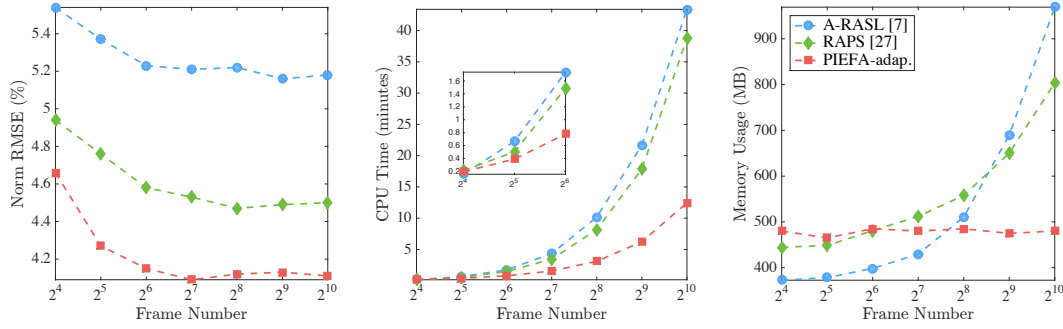 5.4
5.2
5
4.8
4.6
4.4
4.2
Norm RMSE (%)
2^4 2^5 2^6 2^7 2^8 2^9 2^10
Frame Number
40
35
30
25
20
15
10
5
CPU Time (minutes)
1.6
1.4
1.2
1.0
0.8
0.6
0.4
0.2
2^4 2^5 2^6
2^4 2^5 2^6 2^7 2^8 2^9 2^10
Frame Number
A-RASL [7]
RAPS [27]
PIEFA-adap.
900
800
700
600
500
400
Memory Usage (MB)
2^4 2^5 2^6 2^7 2^8 2^9 2^10
Frame Number